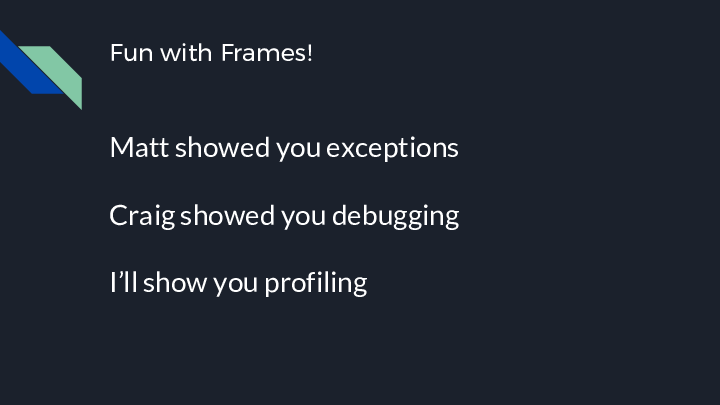 Fun with Frames!
Matt showed you exceptions
Craig showed you debugging
I’ll show you profiling